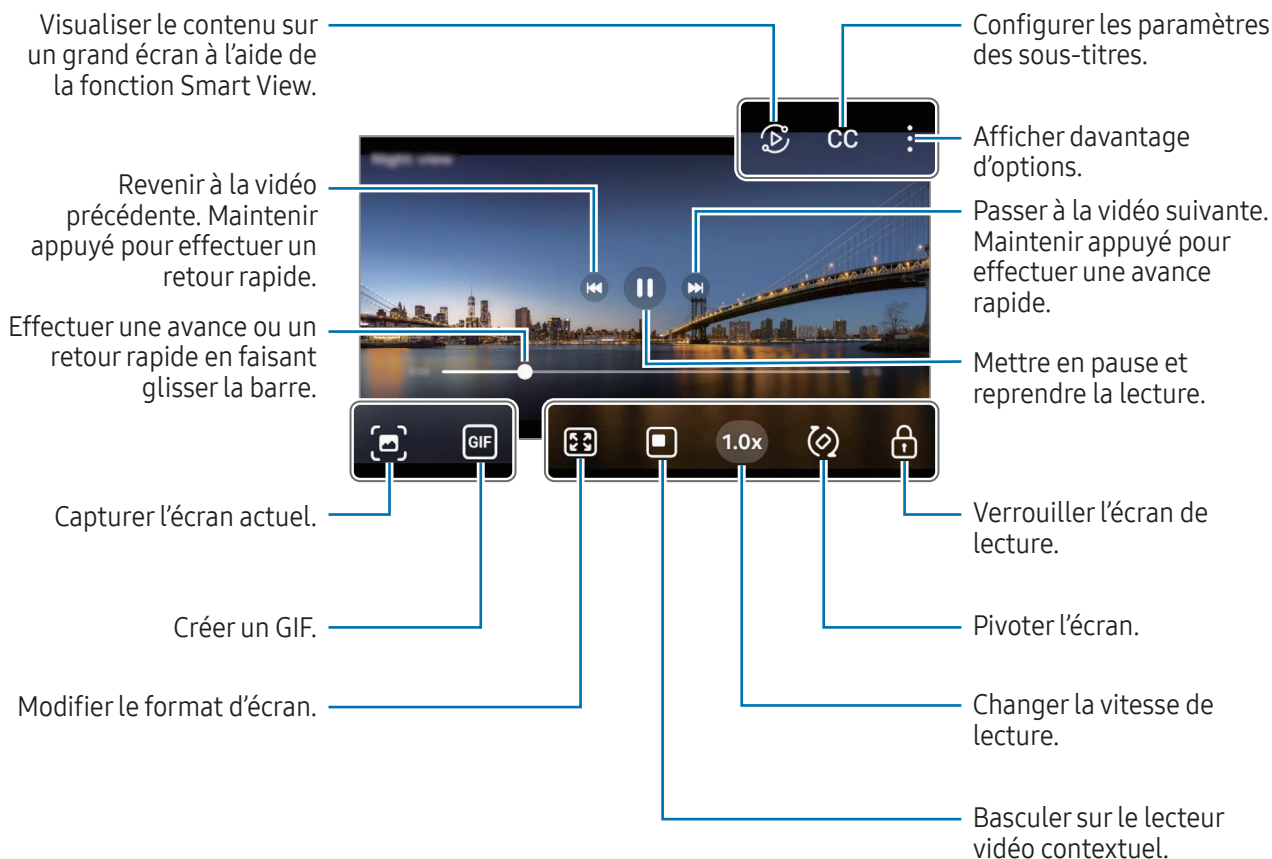 Visualiser le contenu sur
un grand écran à l’aide de
la fonction Smart View.
Configurer les paramètres
des sous-titres.
CC
Afficher davantage
d’options.
Night view
Revenir à la vidéo
précédente. Maintenir
appuyé pour effectuer un
retour rapide.
Passer à la vidéo suivante.
Maintenir appuyé pour
effectuer une avance
rapide.
Effectuer une avance ou un
retour rapide en faisant
glisser la barre.
Mettre en pause et
reprendre la lecture.
GIF
1.0x
Capturer l’écran actuel.
Verrouiller l’écran de
lecture.
Créer un GIF.
Pivoter l’écran.
Modifier le format d’écran.
Changer la vitesse de
lecture.
Basculer sur le lecteur
vidéo contextuel.